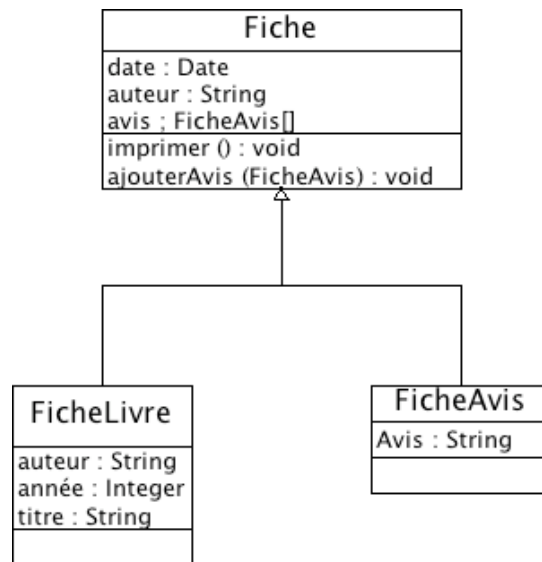 Fiche
date : Date
auteur : String
avis ; FicheAvis[]
imprimer () : void
ajouterAvis (FicheAvis) : void
FicheLivre
auteur : String
année : Integer
titre : String
FicheAvis
Avis : String